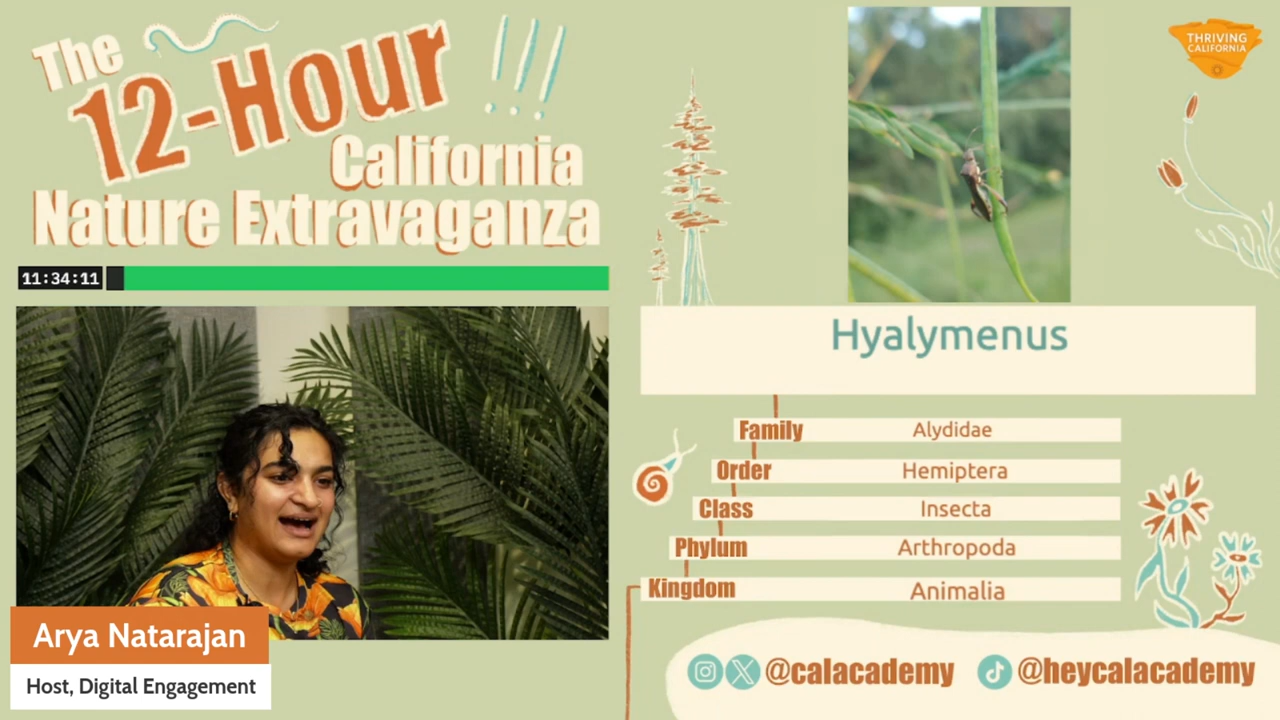 The
12-Hour!!!
California
Nature Extravaganza
11:34:11
Arya Natarajan
Host, Digital Engagement
THRIVING
CALIFORNIA
Hyalymenus
Family Alydidae
Order Hemiptera
Class Insecta
Phylum Arthropoda
Kingdom Animalia
@calacademy @heycalacademy